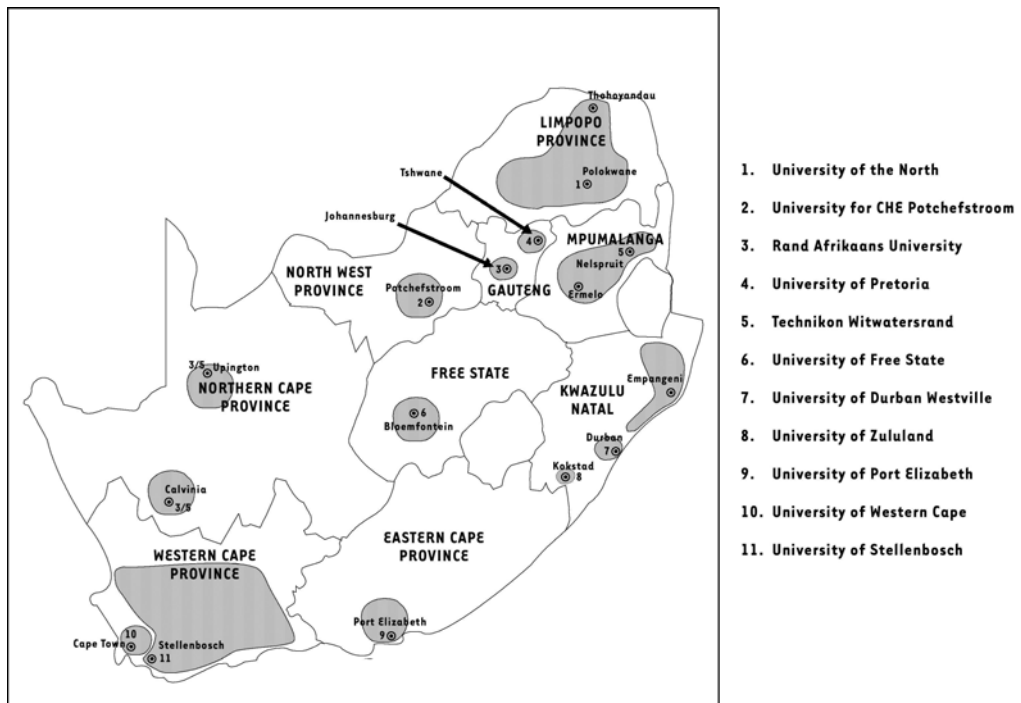 Thohoyandau
LIMPOPO
PROVINCE
Polokwane
1
Tshwane
Johannesburg
4
MPUMALANGA
5
Nelspruit
3
GAUTENG
Ermelo
NORTH WEST
PROVINCE
Potchefstroom
2
3/5 Upington
NORTHERN CAPE
PROVINCE
FREE STATE
6
Bloemfontein
KWAZULU
NATAL
Empangeni
Durban
7
Kokstad
8
Calvinia
3/5
WESTERN CAPE
PROVINCE
EASTERN CAPE
PROVINCE
Port Elizabeth
9
10
Cape Town
Stellenbosch
11
1. University of the North
2. University for CHE Potchefstroom
3. Rand Afrikaans University
4. University of Pretoria
5. Technikon Witwatersrand
6. University of Free State
7. University of Durban Westville
8. University of Zululand
9. University of Port Elizabeth
10. University of Western Cape
11. University of Stellenbosch